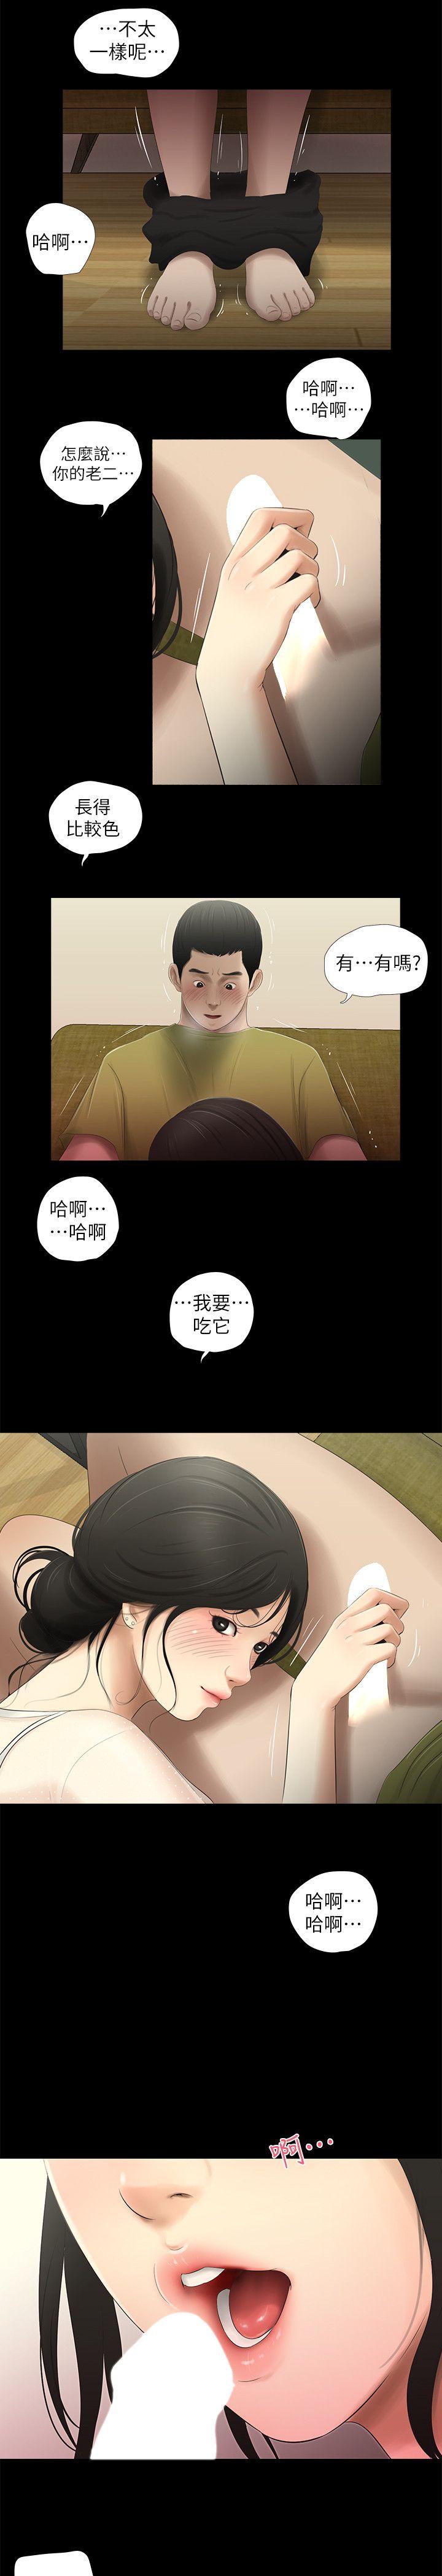 …不太
一樣呢…
哈啊…
哈啊…
…哈啊…
怎麼說…
你的老二…
長得
比較色
有…有嗎?
哈啊…
…哈啊
…我要…
吃它
哈啊…
哈啊…
啊…